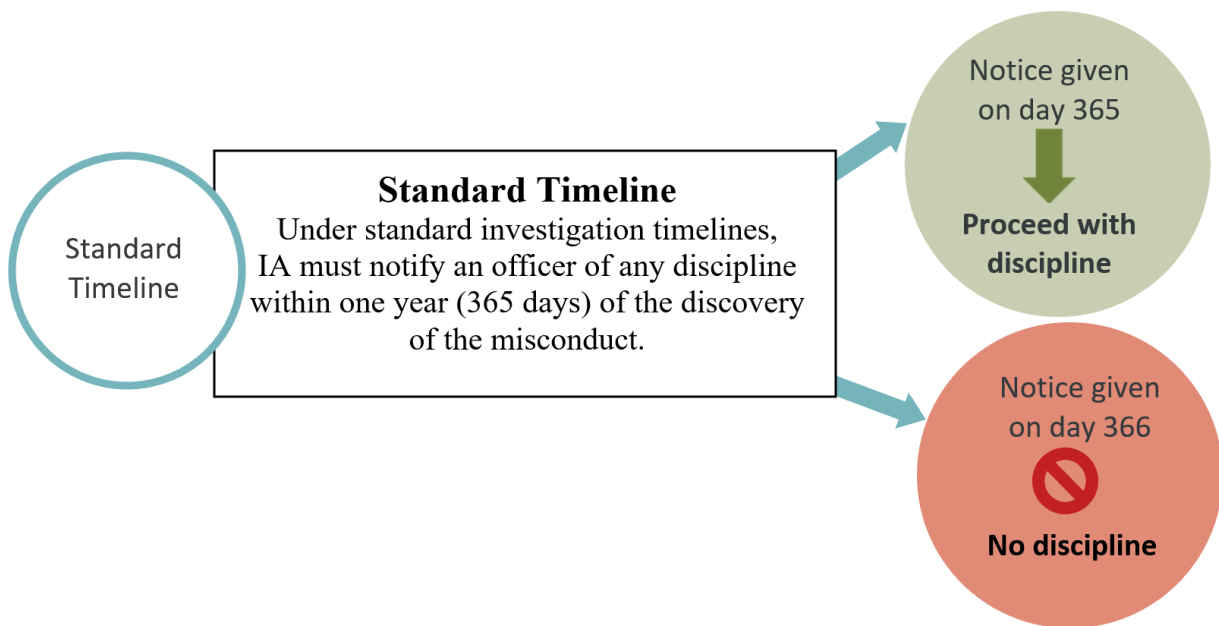 Standard
Timeline
Standard Timeline
Under standard investigation timelines,
IA must notify an officer of any discipline
within one year (365 days) of the discovery
of the misconduct.
Notice given
on day 365
Proceed with
discipline
Notice given
on day 366
No discipline